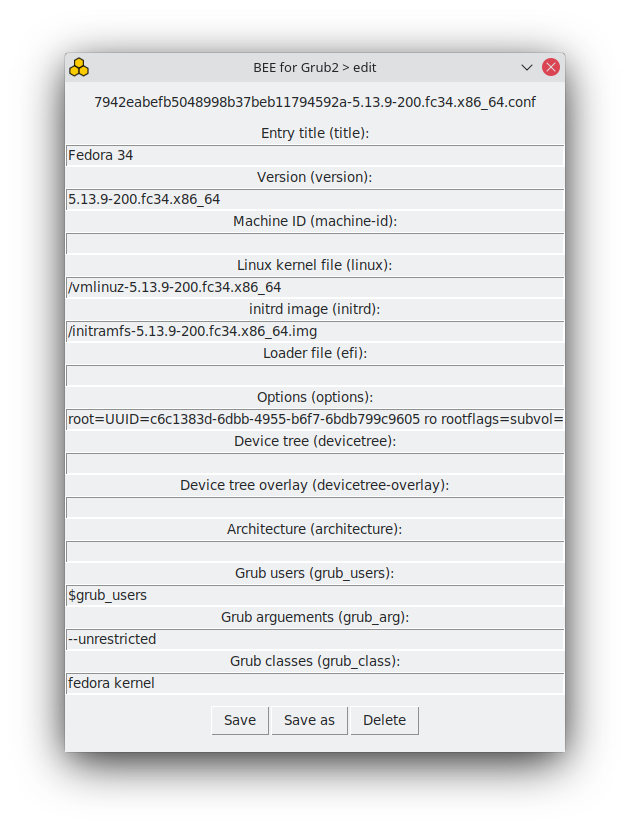 BEE for Grub2 > edit
7942eabefb5048998b37beb11794592a-5.13.9-200.fc34.x86_64.conf
Entry title (title):
Fedora 34
Version (version):
5.13.9-200.fc34.x86_64
Machine ID (machine-id):
Linux kernel file (linux):
/vmlinuz-5.13.9-200.fc34.x86_64
initrd image (initrd):
/initramfs-5.13.9-200.fc34.x86_64.img
Loader file (efi):
Options (options):
root=UUID=c6c1383d-6dbb-4955-b6f7-6bdb799c9605 ro rootflags=subvol=
Device tree (devicetree):
Device tree overlay (devicetree-overlay):
Architecture (architecture):
Grub users (grub_users):
$grub_users
Grub arguements (grub_arg):
--unrestricted
Grub classes (grub_class):
fedora kernel
Save Save as Delete